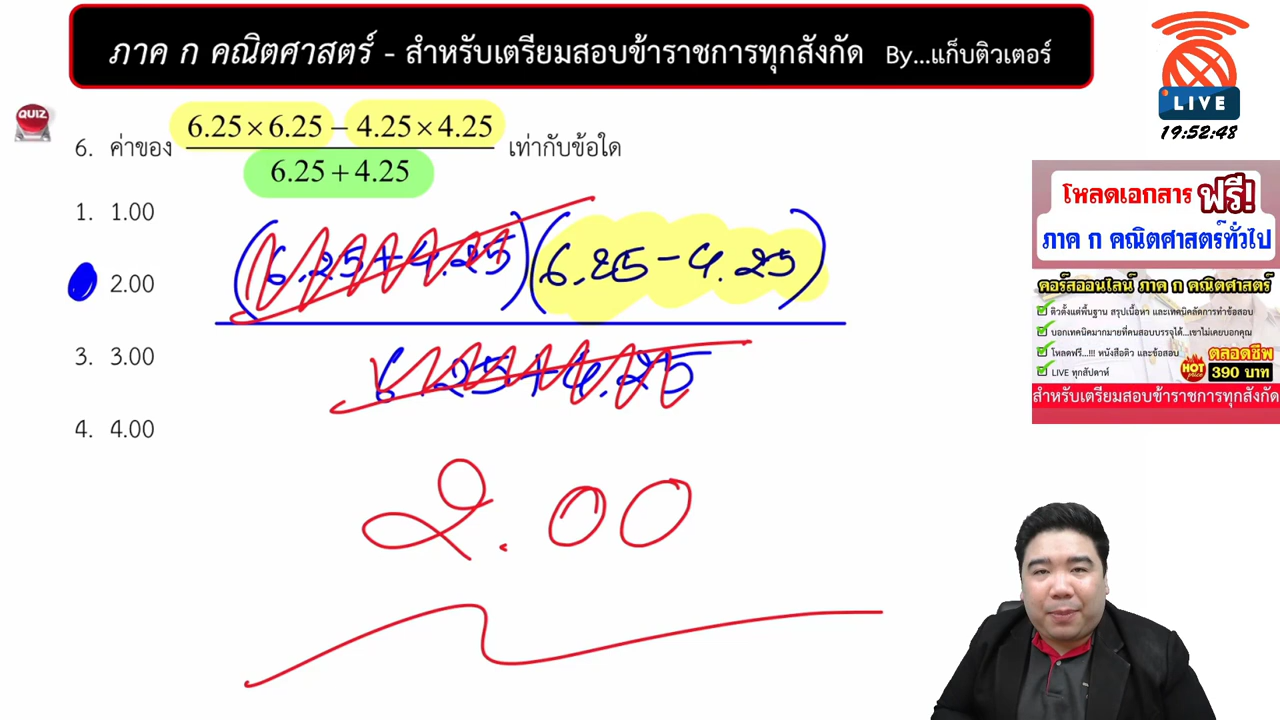 ภาค ก คณิตศาสตร์ - สำหรับเตรียมสอบข้าราชการทุกสังกัด By...แก็บติวเตอร์
LIVE
19:52:48
QUIZ
6. ค่าของ (6.25×6.25 − 4.25×4.25)/(6.25 + 4.25) เท่ากับข้อใด
1. 1.00
2. 2.00
3. 3.00
4. 4.00
(6.25+4.25)(6.25-4.25)
6.25+4.25
2.00
โหลดเอกสาร ฟรี!
ภาค ก คณิตศาสตร์ทั่วไป
คอร์สออนไลน์ ภาค ก คณิตศาสตร์
ติวตั้งแต่พื้นฐาน สรุปเนื้อหา และเทคนิคลัดการทำข้อสอบ
บอกเทคนิคมากมายที่คนสอบบรรจุได้...เขาไม่เคยบอกคุณ
โหลดฟรี...!!! หนังสือติว และข้อสอบ
LIVE ทุกสัปดาห์
HOT price
ตลอดชีพ
390 บาท
สำหรับเตรียมสอบข้าราชการทุกสังกัด